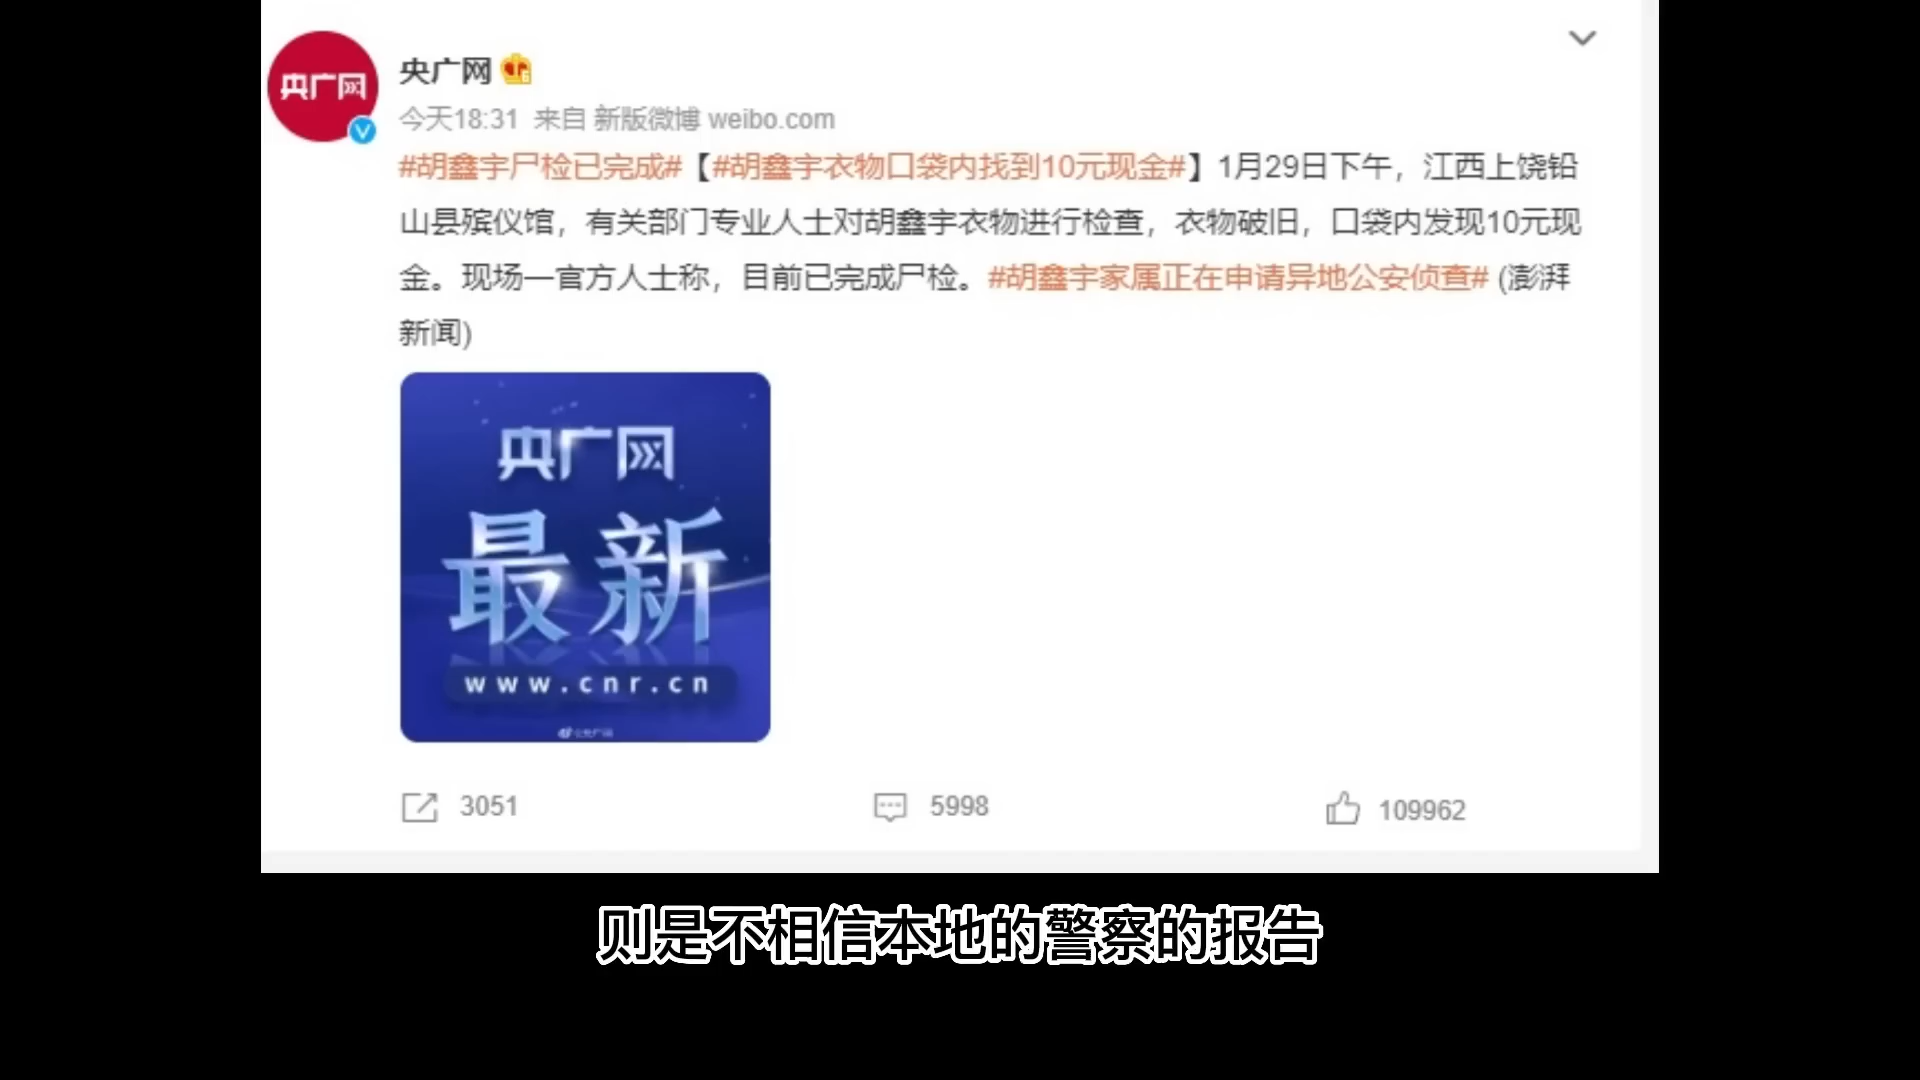 央广网
央广网
今天18:31 来自 新版微博 weibo.com
#胡鑫宇尸检已完成#【#胡鑫宇衣物口袋内找到10元现金#】1月29日下午，江西上饶铅
山县殡仪馆，有关部门专业人士对胡鑫宇衣物进行检查，衣物破旧，口袋内发现10元现
金。现场一官方人士称，目前已完成尸检。#胡鑫宇家属正在申请异地公安侦查# (澎湃
新闻)
央广网
最新
www.cnr.cn
3051
5998
109962
则是不相信本地的警察的报告